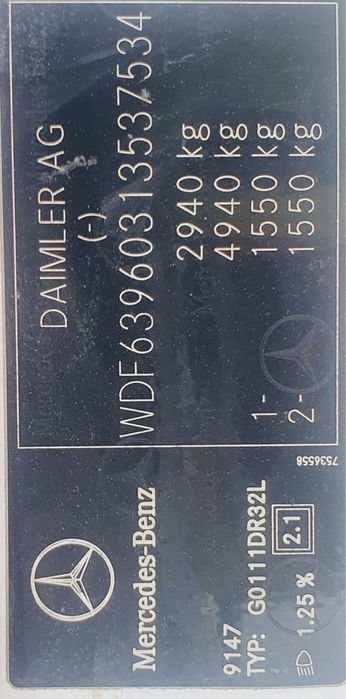 Mercedes-Benz
9147
TYP: G0111DR32L
1.25 % 2.1
7536558
DAIMLER AG
(-)
WDF63960313537534
2940 kg
4940 kg
1- 1550 kg
2- 1550 kg